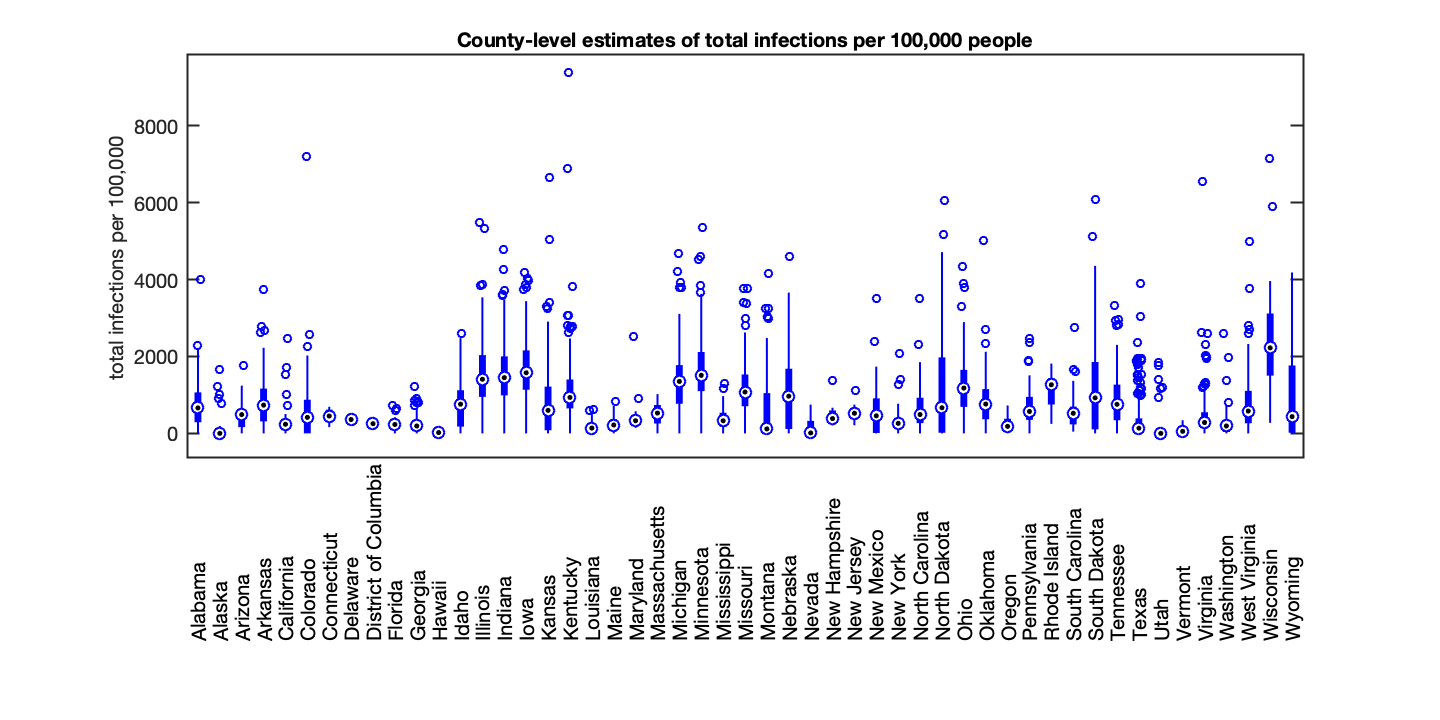 County-level estimates of total infections per 100,000 people
total infections per 100,000
8000
6000
4000
2000
0
Alabama
Alaska
Arizona
Arkansas
California
Colorado
Connecticut
Delaware
District of Columbia
Florida
Georgia
Hawaii
Idaho
Illinois
Indiana
Iowa
Kansas
Kentucky
Louisiana
Maine
Maryland
Massachusetts
Michigan
Minnesota
Mississippi
Missouri
Montana
Nebraska
Nevada
New Hampshire
New Jersey
New Mexico
New York
North Carolina
North Dakota
Ohio
Oklahoma
Oregon
Pennsylvania
Rhode Island
South Carolina
South Dakota
Tennessee
Texas
Utah
Vermont
Virginia
Washington
West Virginia
Wisconsin
Wyoming